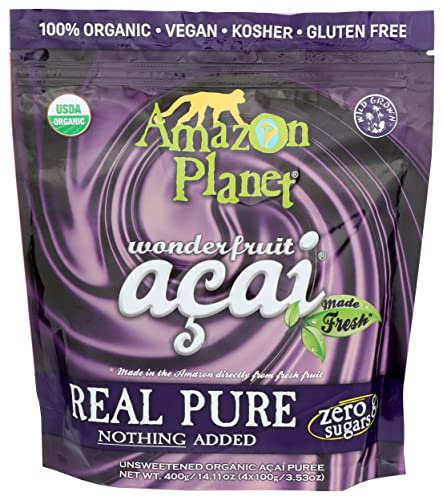 100% ORGANIC • VEGAN • KOSHER • GLUTEN FREE
USDA
ORGANIC
WILD GROWN
Amazon
Planet®
wonderfruit
açaí®
Made
Fresh*
* Made in the Amazon directly from fresh fruit
REAL PURE
NOTHING ADDED
zero g
sugars
UNSWEETENED ORGANIC AÇAÍ PUREE
NET WT. 400g/14.11oz (4x100g/3.53oz)